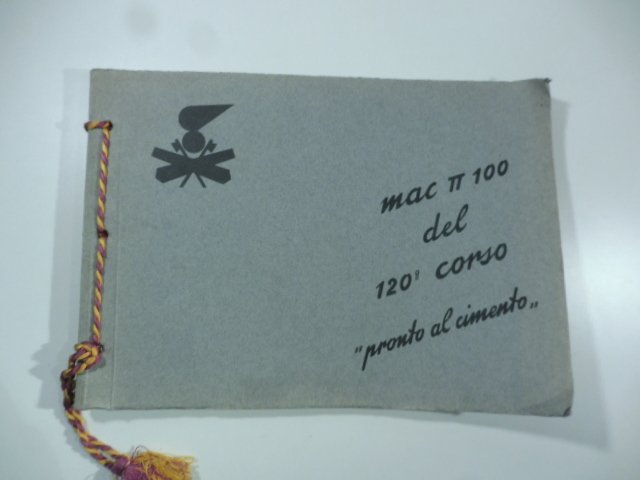 mac π 100
del
120° corso
"pronto al cimento„